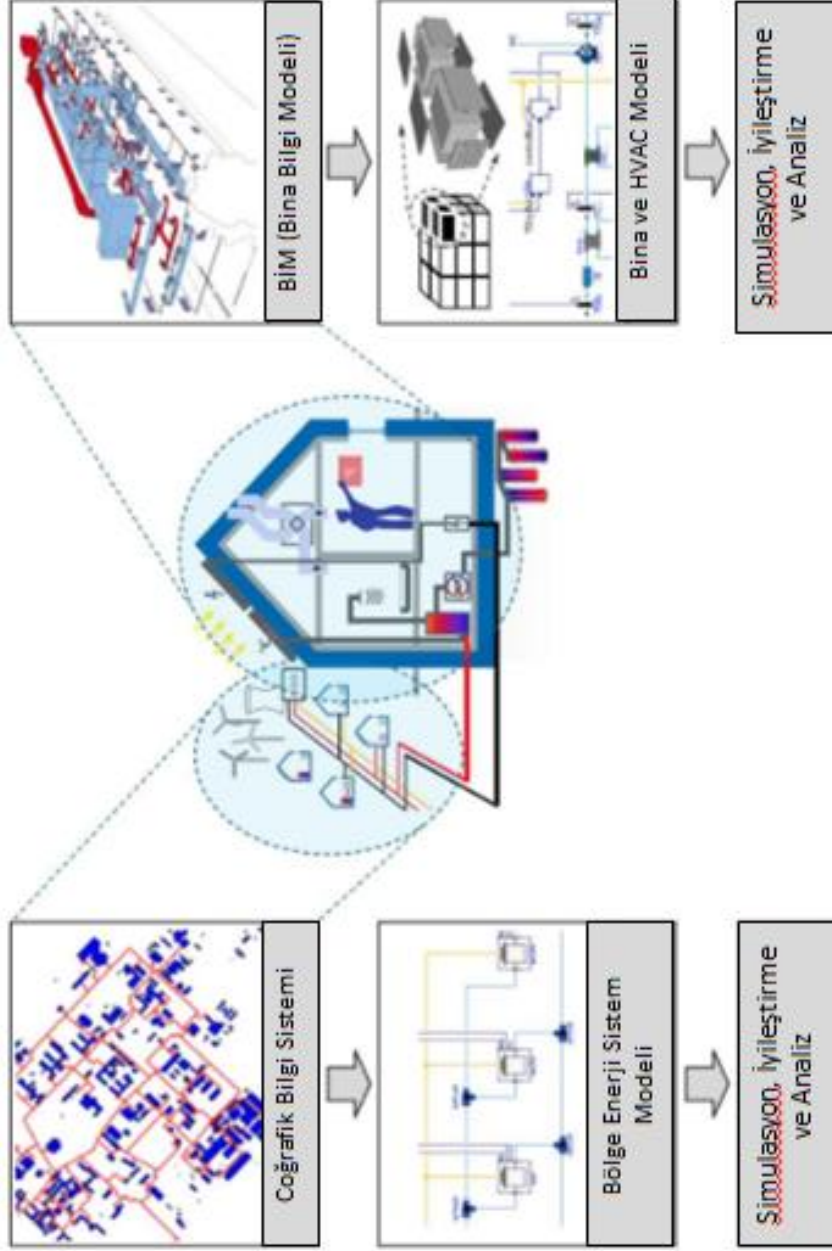 Coğrafik Bilgi Sistemi
Bölge Enerji Sistem
Modeli
Simulasyon, İyileştirme
ve Analiz
BİM (Bina Bilgi Modeli)
Bina ve HVAC Modeli
Simulasyon, İyileştirme
ve Analiz